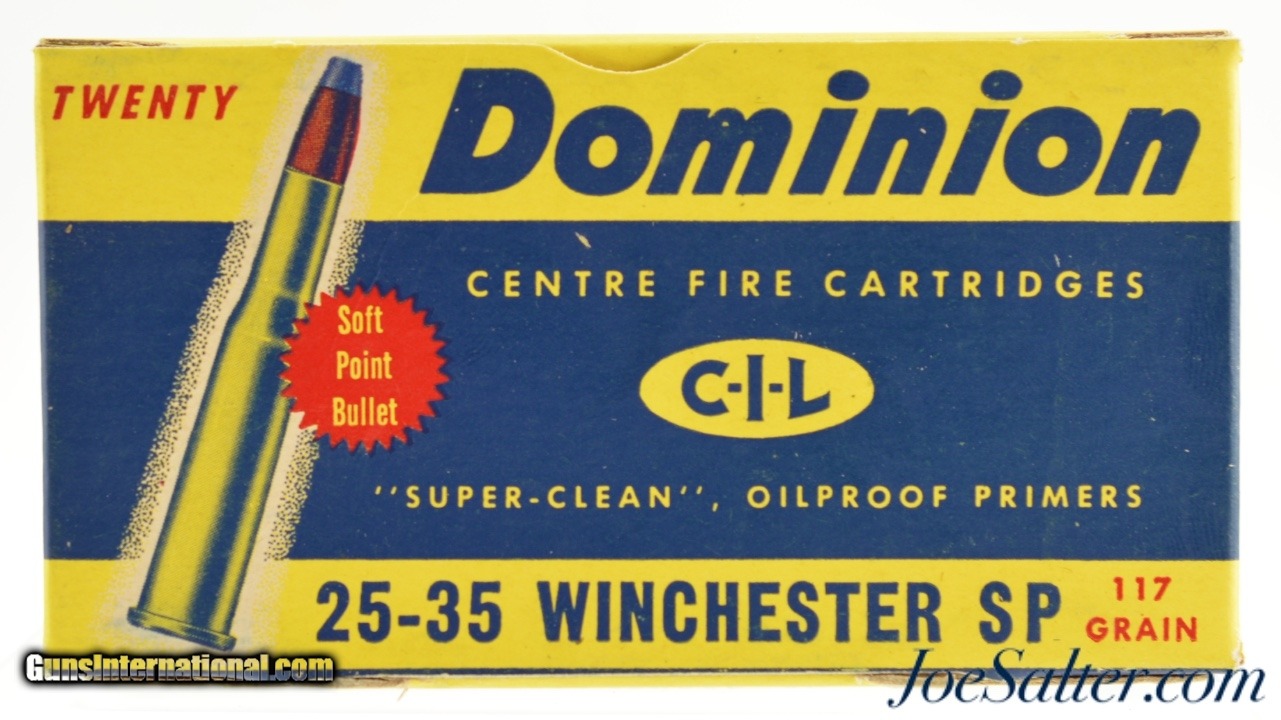 TWENTY
Dominion
CENTRE FIRE CARTRIDGES
Soft
Point
Bullet
C-I-L
"SUPER-CLEAN", OILPROOF PRIMERS
25-35 WINCHESTER SP
117
GRAIN
GunsInternational.com
JoeSalter.com